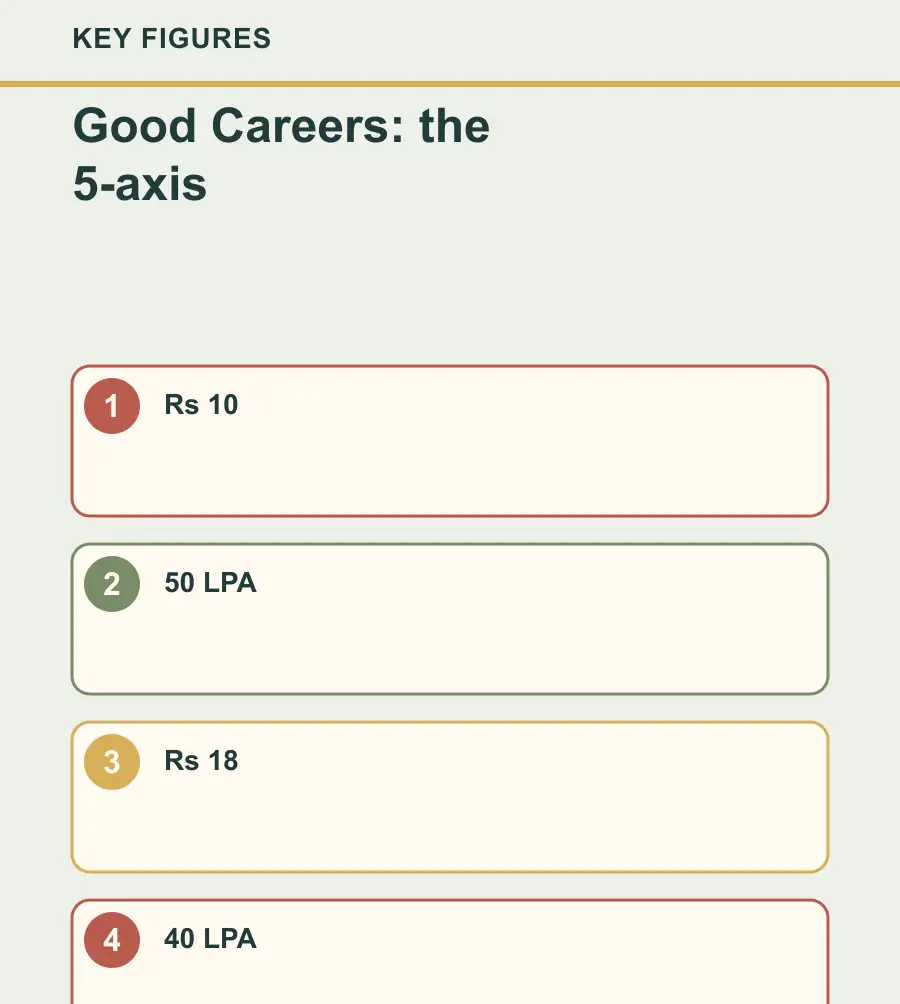 KEY FIGURES
Good Careers: the
5-axis
1 Rs 10
2 50 LPA
3 Rs 18
4 40 LPA